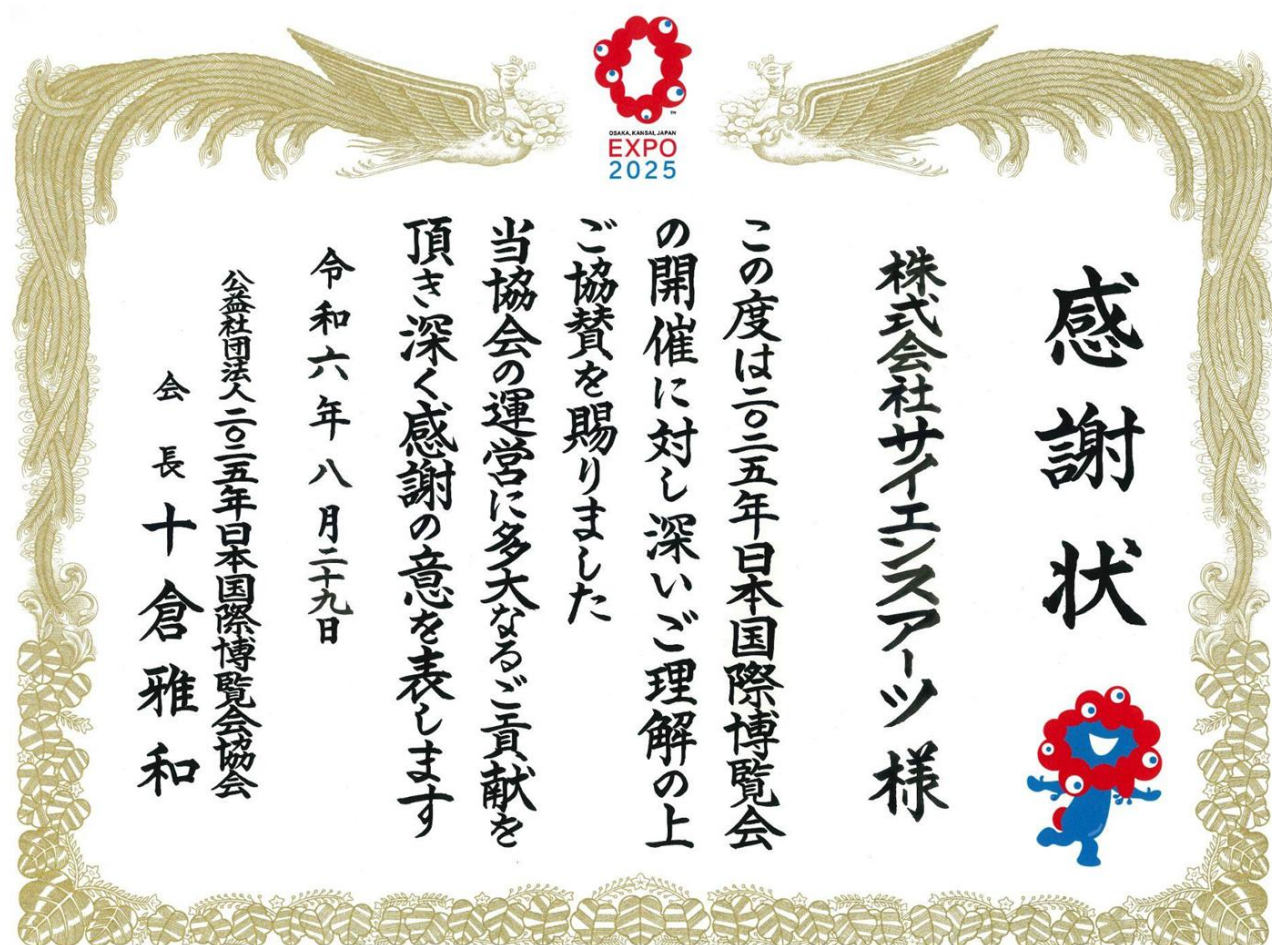 OSAKA, KANSAI, JAPAN
EXPO
2025
感謝状
株式会社サイエンスアーツ様
この度は二〇二五年日本国際博覧会
の開催に対し深いご理解の上
ご協賛を賜りました
当協会の運営に多大なるご貢献を
頂き深く感謝の意を表します
令和六年八月二十九日
公益社団法人二〇二五年日本国際博覧会協会
会長 十倉雅和